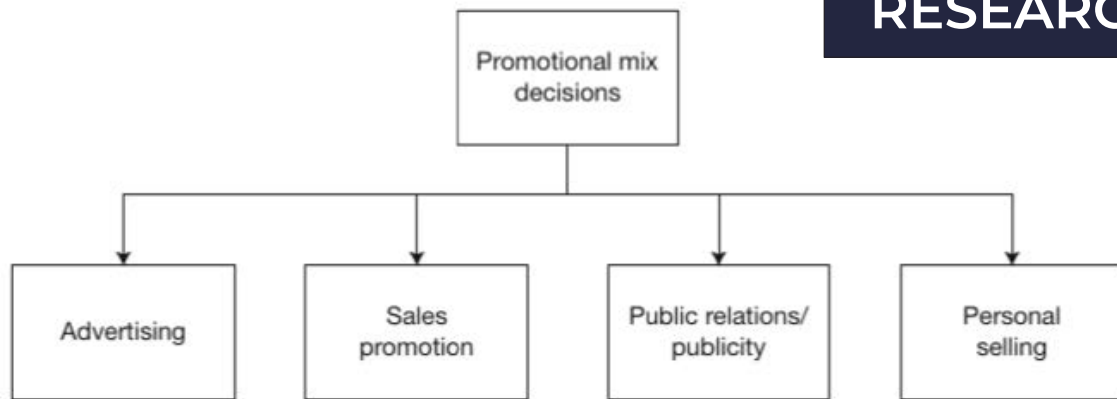 RESEARC
Promotional mix
decisions
Advertising
Sales
promotion
Public relations/
publicity
Personal
selling